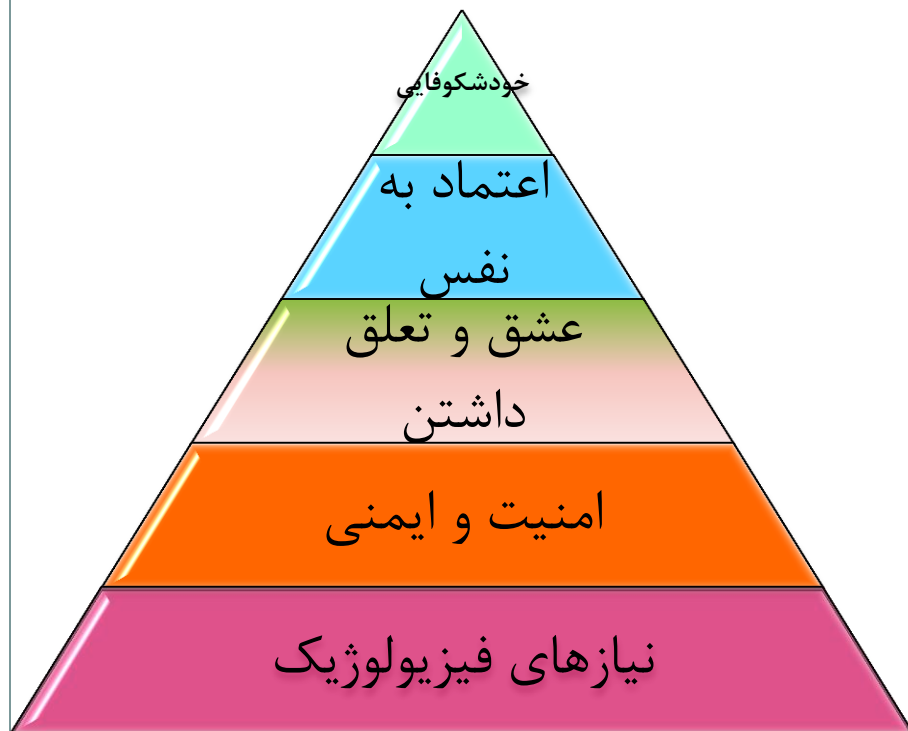 خودشکوفایی
اعتماد به
نفس
عشق و تعلق
داشتن
امنیت و ایمنی
نیازهای فیزیولوژیک